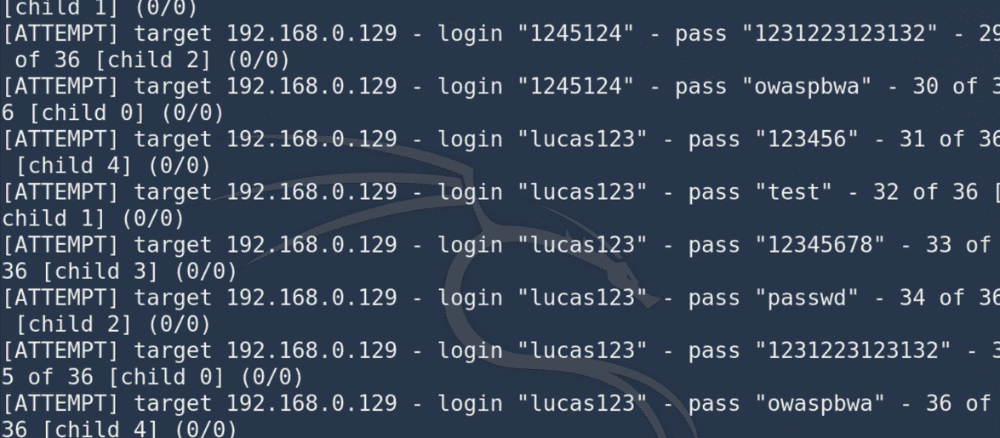 [child 1] (0/0)
[ATTEMPT] target 192.168.0.129 - login "1245124" - pass "1231223123132" - 29
of 36 [child 2] (0/0)
[ATTEMPT] target 192.168.0.129 - login "1245124" - pass "owaspbwa" - 30 of 3
6 [child 0] (0/0)
[ATTEMPT] target 192.168.0.129 - login "lucas123" - pass "123456" - 31 of 36
[child 4] (0/0)
[ATTEMPT] target 192.168.0.129 - login "lucas123" - pass "test" - 32 of 36 [
child 1] (0/0)
[ATTEMPT] target 192.168.0.129 - login "lucas123" - pass "12345678" - 33 of
36 [child 3] (0/0)
[ATTEMPT] target 192.168.0.129 - login "lucas123" - pass "passwd" - 34 of 36
[child 2] (0/0)
[ATTEMPT] target 192.168.0.129 - login "lucas123" - pass "1231223123132" - 3
5 of 36 [child 0] (0/0)
[ATTEMPT] target 192.168.0.129 - login "lucas123" - pass "owaspbwa" - 36 of
36 [child 4] (0/0)